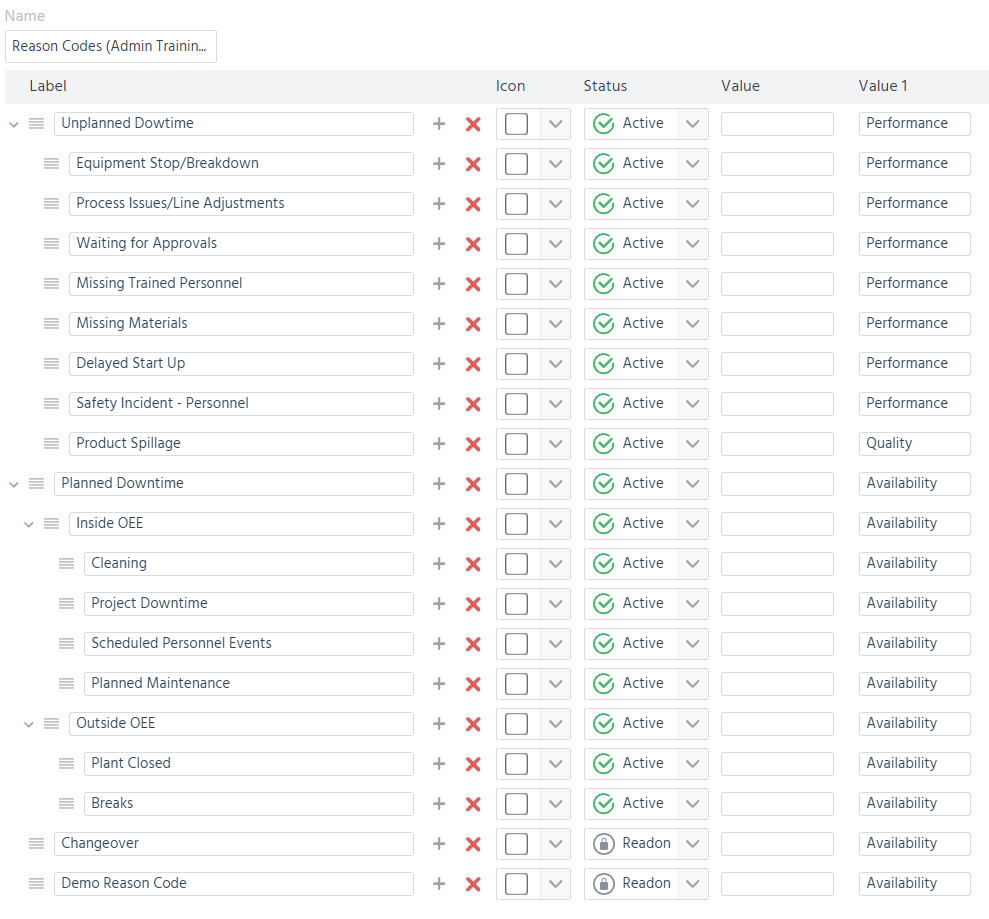 Name
Reason Codes (Admin Trainin...
Label Icon Status Value Value 1
Unplanned Dowtime Active Performance
Equipment Stop/Breakdown Active Performance
Process Issues/Line Adjustments Active Performance
Waiting for Approvals Active Performance
Missing Trained Personnel Active Performance
Missing Materials Active Performance
Delayed Start Up Active Performance
Safety Incident - Personnel Active Performance
Product Spillage Active Quality
Planned Downtime Active Availability
Inside OEE Active Availability
Cleaning Active Availability
Project Downtime Active Availability
Scheduled Personnel Events Active Availability
Planned Maintenance Active Availability
Outside OEE Active Availability
Plant Closed Active Availability
Breaks Active Availability
Changeover Readon Availability
Demo Reason Code Readon Availability